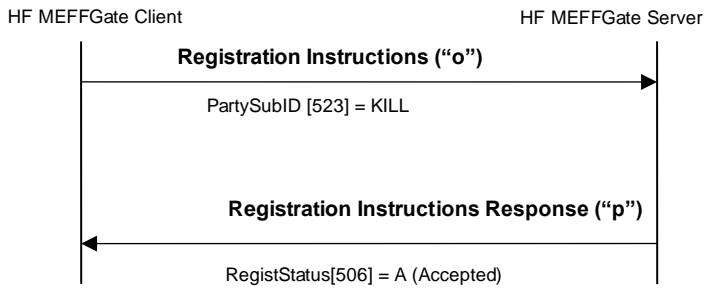 HF MEFFGate Client
HF MEFFGate Server
Registration Instructions (“o”)
PartySubID [523] = KILL
Registration Instructions Response (“p”)
RegistStatus[506] = A (Accepted)